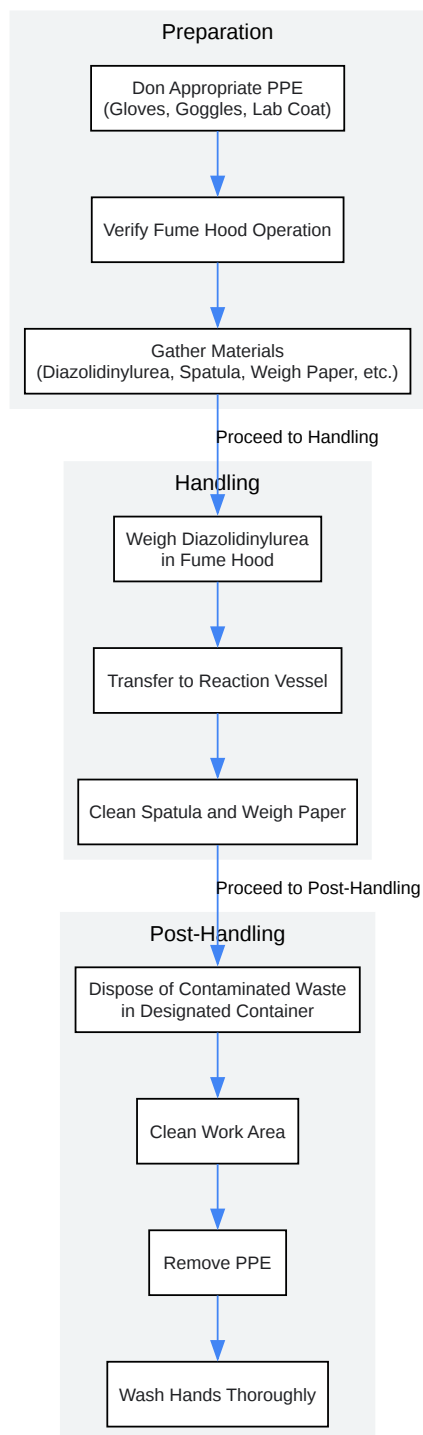 Preparation
Don Appropriate PPE
(Gloves, Goggles, Lab Coat)
Verify Fume Hood Operation
Gather Materials
(Diazolidinylurea, Spatula, Weigh Paper, etc.)
Proceed to Handling
Handling
Weigh Diazolidinylurea
in Fume Hood
Transfer to Reaction Vessel
Clean Spatula and Weigh Paper
Proceed to Post-Handling
Post-Handling
Dispose of Contaminated Waste
in Designated Container
Clean Work Area
Remove PPE
Wash Hands Thoroughly